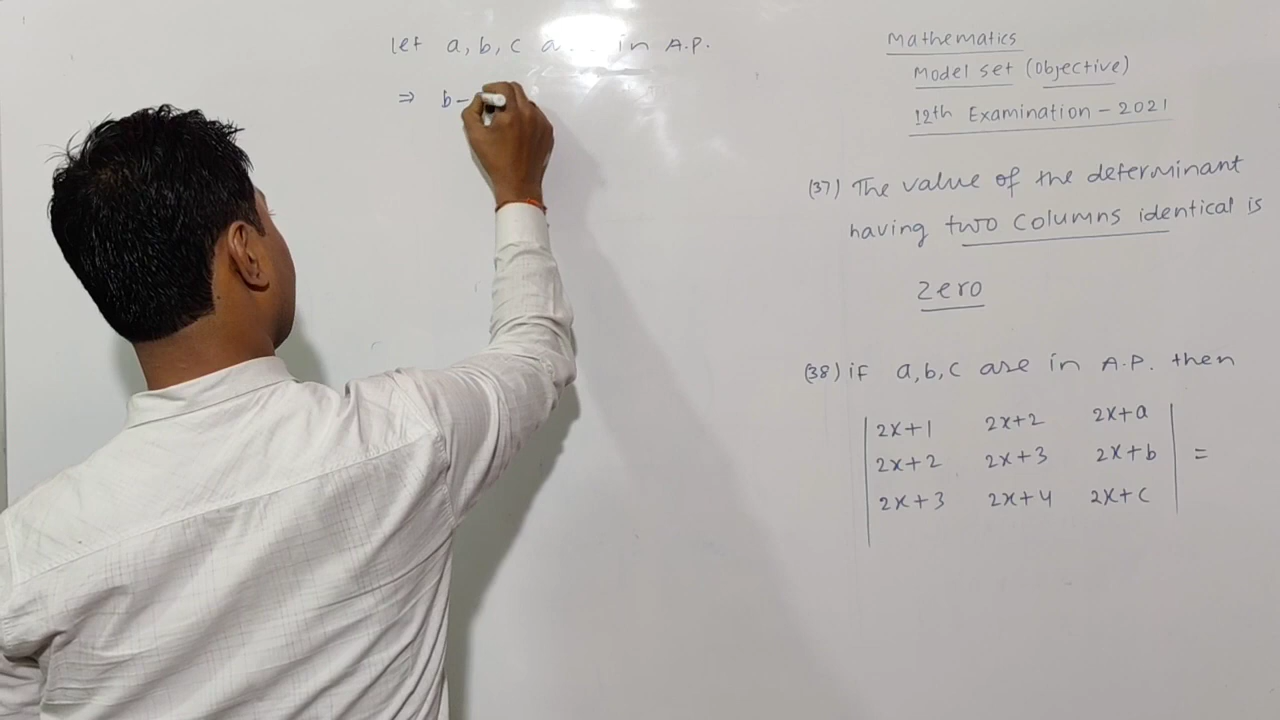 let a, b, c a in A.P.
⇒ b-
Mathematics
Model set (Objective)
12th Examination - 2021
(37) The value of the determinant
having two columns identical is
Zero
(38) if a,b,c are in A.P. then
2x+1 2x+2 2x+a
2x+2 2x+3 2x+b =
2x+3 2x+4 2x+c